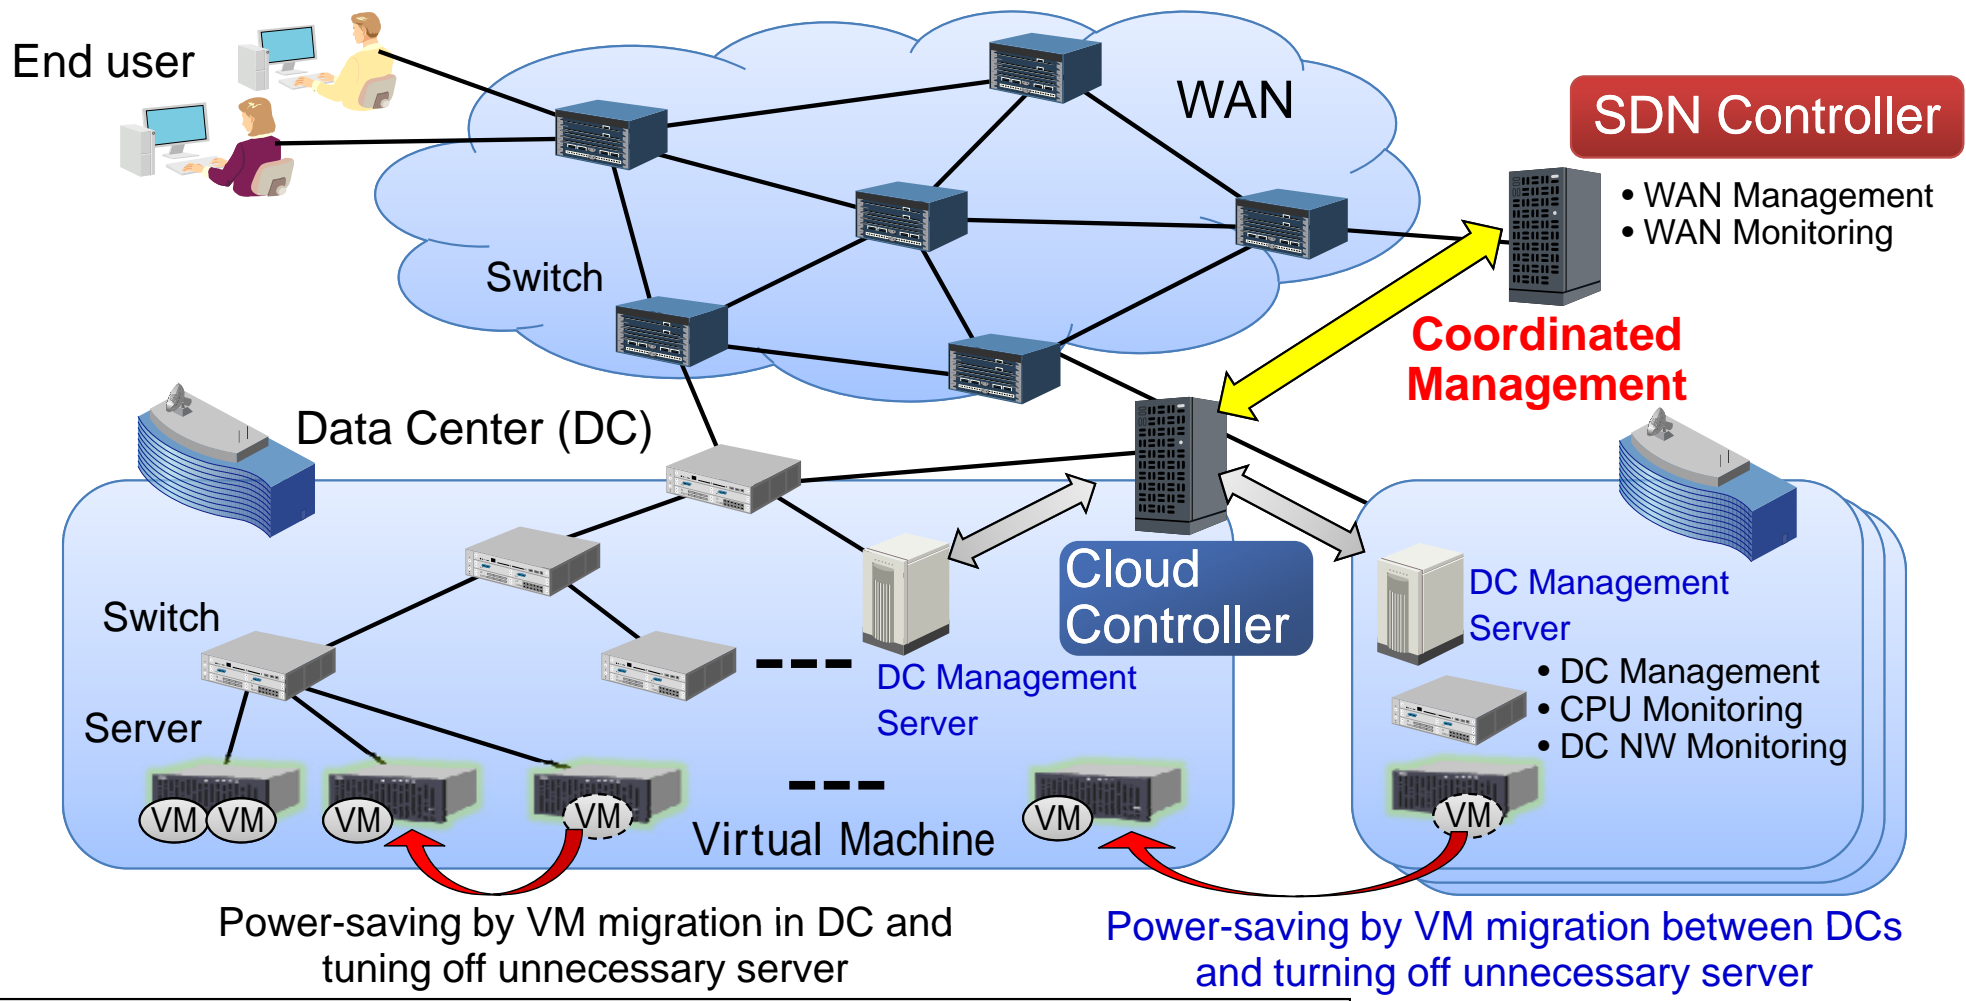 End user
WAN
SDN Controller
• WAN Management
• WAN Monitoring
Switch
Coordinated
Management
Data Center (DC)
Cloud
Controller
DC Management
Server
Switch
DC Management
Server
• DC Management
• CPU Monitoring
• DC NW Monitoring
Server
VM VM VM VM VM VM
Virtual Machine
Power-saving by VM migration in DC and
tuning off unnecessary server
Power-saving by VM migration between DCs
and turning off unnecessary server